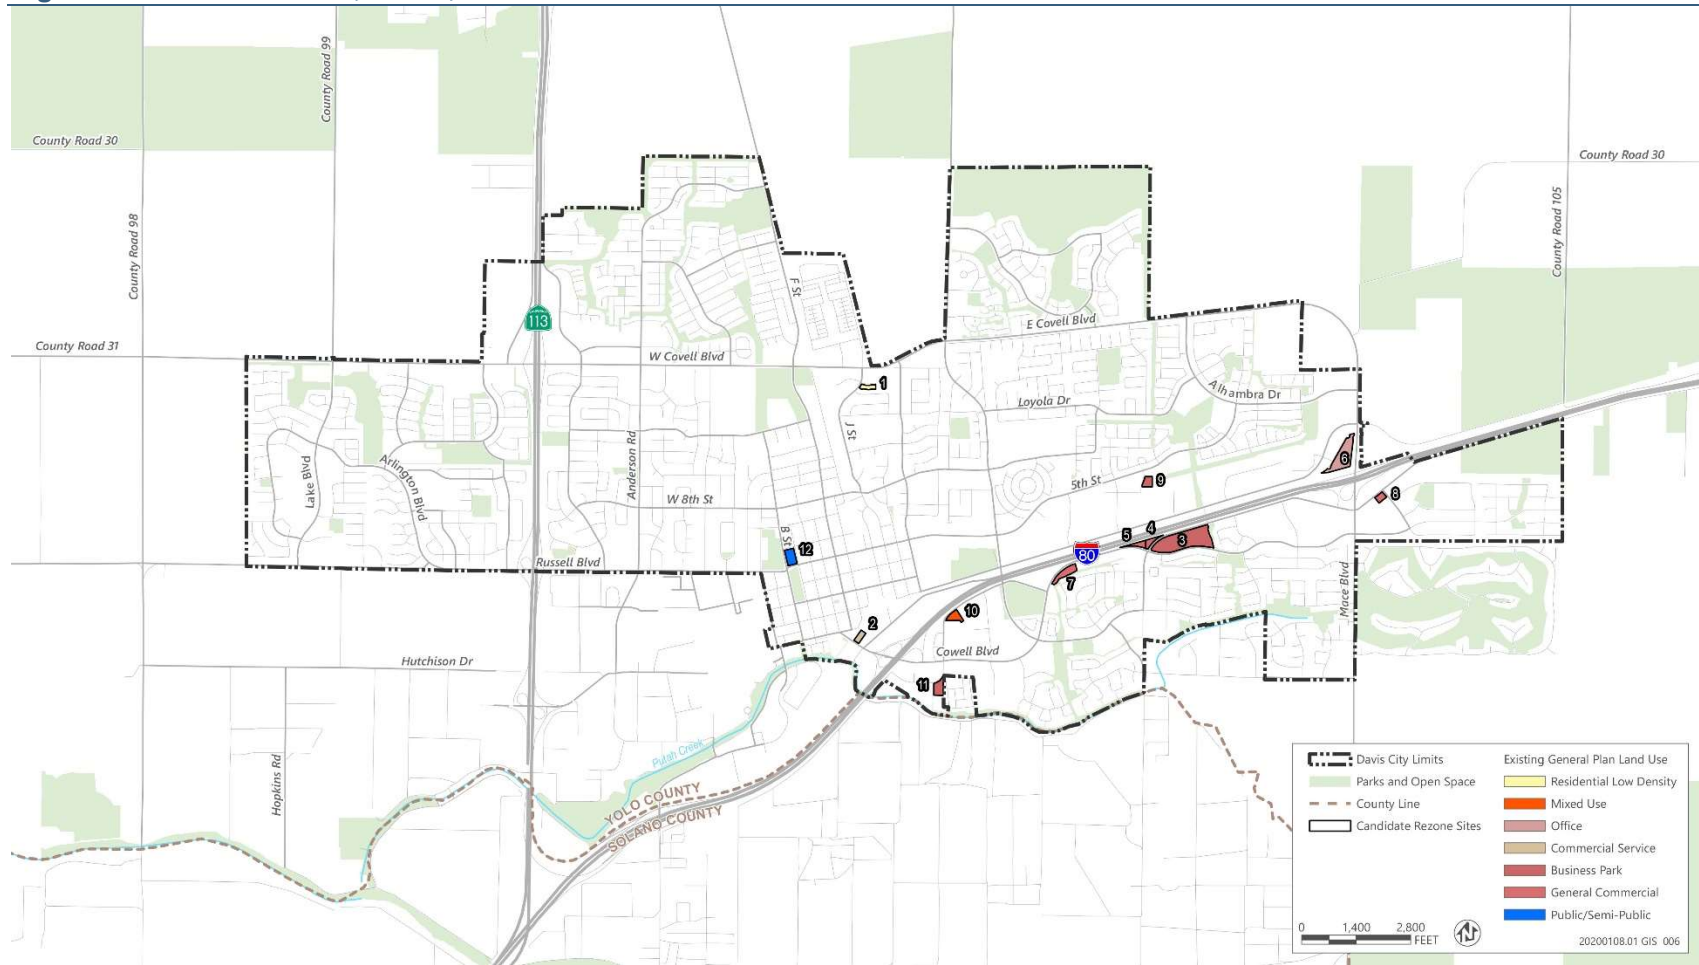 County Road 99
County Road 30
County Road 30
County Road 98
County Road 105
F St
113
E Covell Blvd
County Road 31
W Covell Blvd
1
Alhambra Dr
Loyola Dr
J St
Anderson Rd
Lake Blvd
Arlington Blvd
6
5th St
9
W 8th St
8
B St
4
5
3
12
80
Russell Blvd
7
Mace Blvd
10
2
Cowell Blvd
Hutchison Dr
11
Putah Creek
Hopkins Rd
YOLO COUNTY
SOLANO COUNTY
Davis City Limits
Parks and Open Space
County Line
Candidate Rezone Sites
Existing General Plan Land Use
Residential Low Density
Mixed Use
Office
Commercial Service
Business Park
General Commercial
Public/Semi-Public
0 1,400 2,800
FEET
N
20200108.01 GIS 006